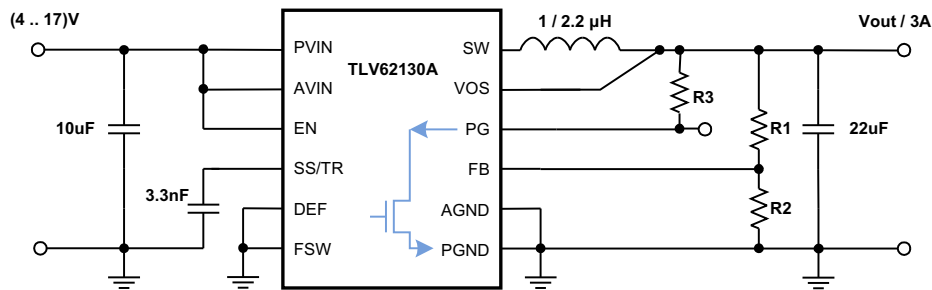 (4 .. 17)V
1 / 2.2 µH
Vout / 3A
PVIN
SW
TLV62130A
AVIN
VOS
R3
10uF
EN
PG
R1
22uF
SS/TR
FB
3.3nF
DEF
AGND
R2
FSW
PGND